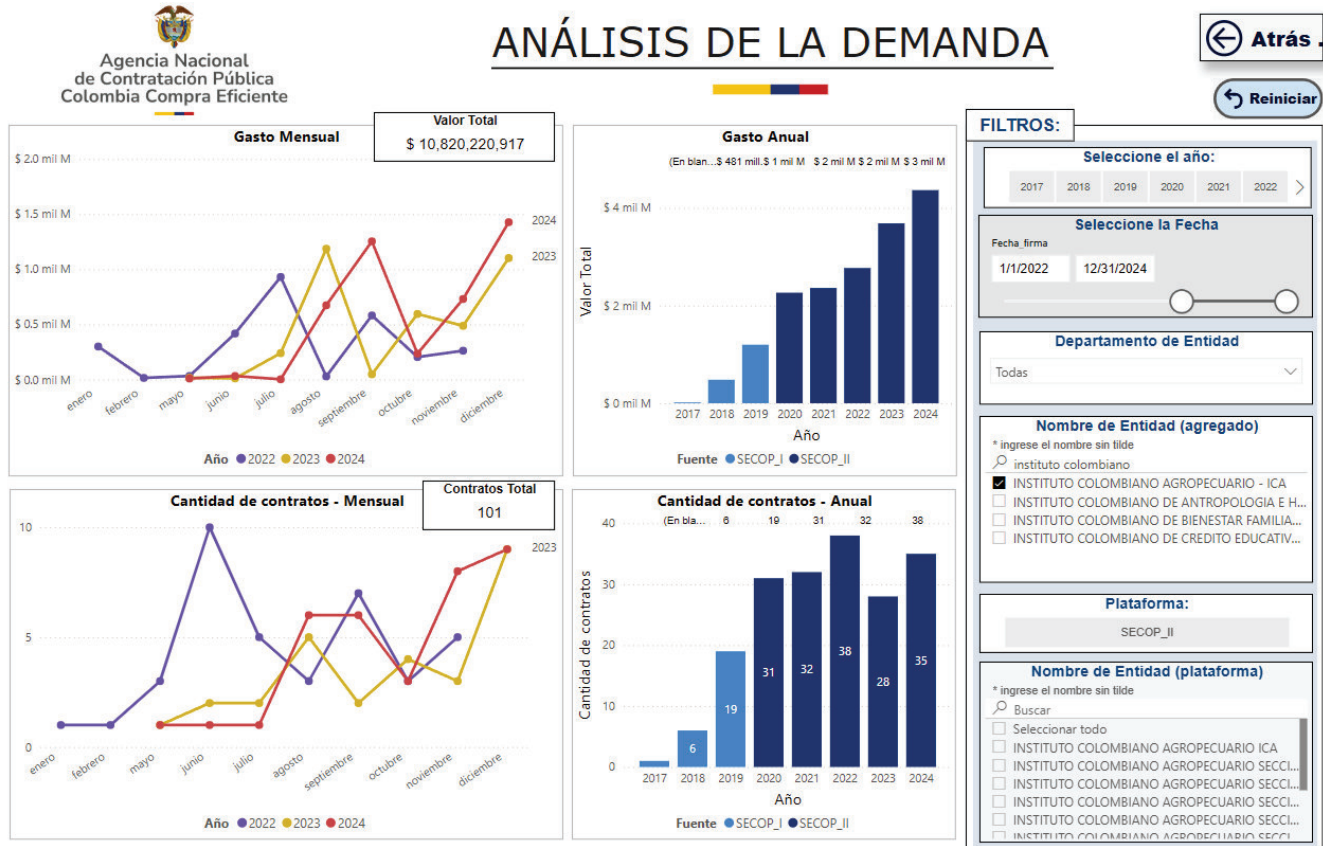 Agencia Nacional
de Contratación Pública
Colombia Compra Eficiente
ANÁLISIS DE LA DEMANDA
Atrás .
Reiniciar
Gasto Mensual
Valor Total
$ 10,820,220,917
$ 2.0 mil M
$ 1.5 mil M
$ 1.0 mil M
$ 0.5 mil M
$ 0.0 mil M
2024
2023
enero
febrero
mayo
junio
julio
agosto
septiembre
octubre
noviembre
diciembre
Año 2022 2023 2024
Gasto Anual
(En blan... $ 481 mill. $ 1 mil M $ 2 mil M $ 2 mil M $ 3 mil M
Valor Total
$ 4 mil M
$ 2 mil M
$ 0 mil M
2017 2018 2019 2020 2021 2022 2023 2024
Año
Fuente SECOP_I SECOP_II
Cantidad de contratos - Mensual
Contratos Total
101
10
5
0
2023
enero
febrero
mayo
junio
julio
agosto
septiembre
octubre
noviembre
diciembre
Año 2022 2023 2024
Cantidad de contratos - Anual
(En bla... 6 19 31 32 38
Cantidad de contratos
40
30
20
10
0
6 19 31 32 38 28 35
2017 2018 2019 2020 2021 2022 2023 2024
Año
Fuente SECOP_I SECOP_II
FILTROS:
Seleccione el año:
2017 2018 2019 2020 2021 2022
Seleccione la Fecha
Fecha_firma
1/1/2022 12/31/2024
Departamento de Entidad
Todas
Nombre de Entidad (agregado)
* ingrese el nombre sin tilde
instituto colombiano
INSTITUTO COLOMBIANO AGROPECUARIO - ICA
INSTITUTO COLOMBIANO DE ANTROPOLOGIA E H...
INSTITUTO COLOMBIANO DE BIENESTAR FAMILIA...
INSTITUTO COLOMBIANO DE CREDITO EDUCATIV...
Plataforma:
SECOP_II
Nombre de Entidad (plataforma)
* ingrese el nombre sin tilde
Buscar
Seleccionar todo
INSTITUTO COLOMBIANO AGROPECUARIO ICA
INSTITUTO COLOMBIANO AGROPECUARIO SECCI...
INSTITUTO COLOMBIANO AGROPECUARIO SECCI...
INSTITUTO COLOMBIANO AGROPECUARIO SECCI...
INSTITUTO COLOMBIANO AGROPECUARIO SECCI...
INSTITUTO COLOMBIANO AGROPECUARIO SECCI...